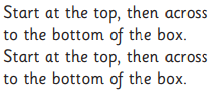 Start at the top, then across
to the bottom of the box.
Start at the top, then across
to the bottom of the box.